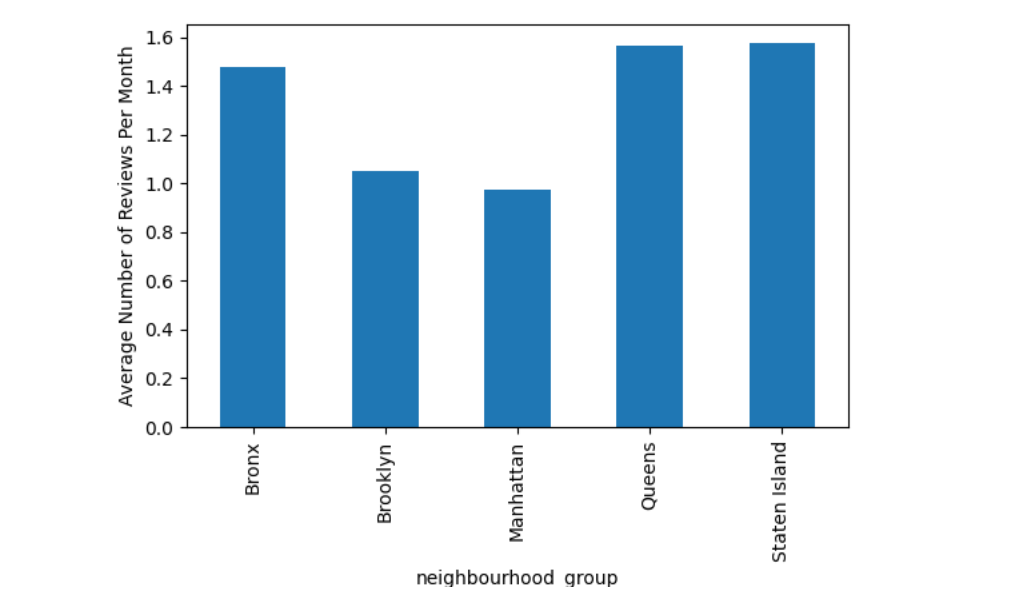 Average Number of Reviews Per Month
1.6
1.4
1.2
1.0
0.8
0.6
0.4
0.2
0.0
Bronx
Brooklyn
Manhattan
Queens
Staten Island
neighbourhood_group